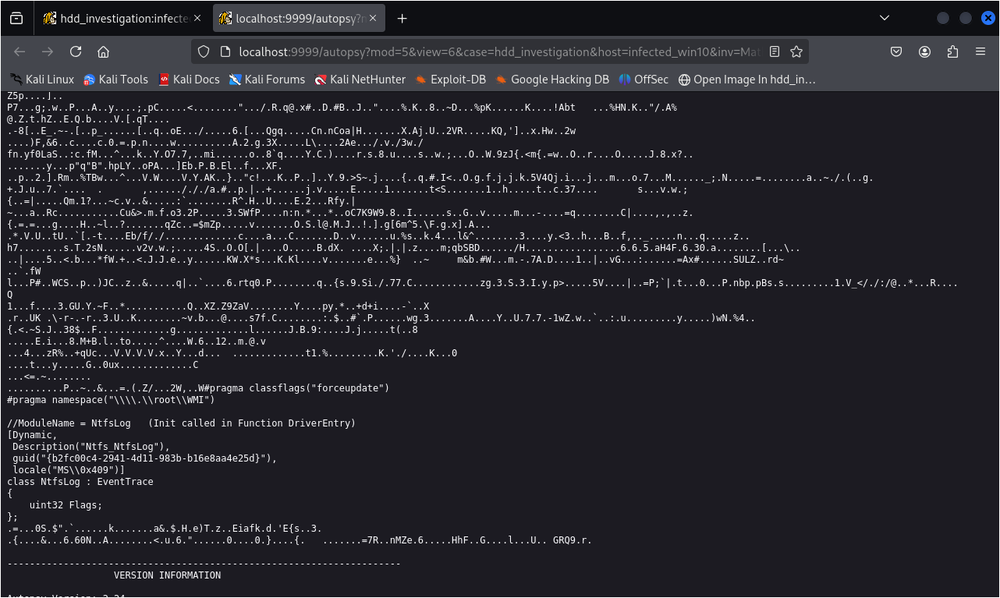 hdd_investigation:infecte
localhost:9999/autopsy?n
localhost:9999/autopsy?mod=5&view=6&case=hdd_investigation&host=infected_win10&inv=Mat
Kali Linux
Kali Tools
Kali Docs
Kali Forums
Kali NetHunter
Exploit-DB
Google Hacking DB
OffSec
Open Image In hdd_in…
Z5p....]..
P7...g;.w..P...A..y....;.pC.....<........"..../.R.q@.x#..D.#B..J.."....%.K..8..~D...%pK......K....!Abt   ...%HN.K.."/.A%
@.Z.t.hZ..E.Q.b....V.[.qT....
.-8[..E_.~-.[..p_......[..q..oE.../.....6.[...Qgq.....Cn.nCoa|H.......X.Aj.U..2VR.....KQ,']..x.Hw..2w
....)F,&6..c....c.0.=.p.n....w..........A.2.g.3X.....L\....2Ae.../.v./3w./
fn.yf0LaS..:c.fM...^...k..Y.O7.7,..mi......o..8`q....Y.C.)....r.s.8.u....s..w.;...O..W.9zJ{.<m{.=w..O..r....O.....J.8.x?..
.......y...p"q"B".hpLY..oPA...]Eb.P.B.El..f...XF.
..p..2.].Rm..%TBw...^...V.W....V.Y.AK..}.."c!...K..P..]..Y.9.>S~.j....{..q.#.I<..O.g.f.j.j.k.5V4Qj.i...j...m...o.7...M......_;.N.....=........a..~./.(..g.
+.J.u..7.`....  .       ,....../././a.#..p.|..+......j.v.....E.....1.......t<S.......1..h.....t..c.37....       s...v.w.;
{..=|.....Qm.1?...~c.v..&.....:`........R^.H..U....E.2...Rfy.|
~...a..Rc...........Cu&>.m.f.o3.2P.....3.SWfP....n:n.*...*..oC7K9W9.8..I......s..G..v.....m...-....=q........C|....,.,..z.
{.=.=...g....H..~l..?.......qZc..=$mZp.....v.......O.S.l@.M.J..!.].g[6m^5.\F.g.x].A...
.*.V.U..tU..`[.-t....Eb/f/./.............c....a...C.......D..v......u.%s..k.4...l&^........3....y.<3..h...B..f,.._.....n...q.....z..
h7........s.T.2sN......v2v.w.;.....4S..O.O[.|....O.....B.dX. ....X;.|.|.z....m;qbSBD....../H.................6.6.5.aH4F.6.30.a........[...\..
..|....5..<.b...*fW.+..<.J.J.e..y......KW.X*s...K.Kl....v.......e...%}  ..~     m&b.#W...m.-.7A.D....1..|..vG...:......=Ax#......SULZ..rd~
..`.fW
l...P#..WCS..p..)JC..z..&.....q|..`....6.rtq0.P........q..{s.9.Si./.77.C............zg.3.S.3.I.y.p>.....5V....|..=P;`|.t...0...P.nbp.pBs.s.........1.V_</./:/@..*...R....
Q
1...f....3.GU.Y.~F..*...........Q..XZ.Z9ZaV........Y....py.*..+d+i....-`..X
.r..UK .\-r-.-r..3.U..K........~v.b...@....s7f.C........:.$..#`.P......wg.3.......A....Y..U.7.7.-1wZ.w..`..:.u.........y.....)wN.%4..
{.<.~S.J..38$..F.............g.............l......J.B.9:....J.j.....t(..8
.....E.i...8.M+B.l..to.....^....W.6..12..m.@.v
...4...zR%..+qUc...V.V.V.V.x..Y...d...  .............t1.%.........K.'./....K...0
....t...y.....G..0ux.............C
...<=.~........
..........P..~..&...=.(.Z/...2W,..W#pragma classflags("forceupdate")
#pragma namespace("\\\\.\\root\\WMI")
//ModuleName = NtfsLog   (Init called in Function DriverEntry)
[Dynamic,
 Description("Ntfs_NtfsLog"),
 guid("{b2fc00c4-2941-4d11-983b-b16e8aa4e25d}"),
 locale("MS\\0x409")]
class NtfsLog : EventTrace
{
    uint32 Flags;
};
.=...0S.$".`......k.......a&.$.H.e)T.z..Eiafk.d.'E{s..3.
.{....&...6.60N..A........<.u.6."......0....0.}....{.   .......=7R..nMZe.6.....HhF..G....l...U.. GRQ9.r.
----------------------------------------------------------------------
VERSION INFORMATION